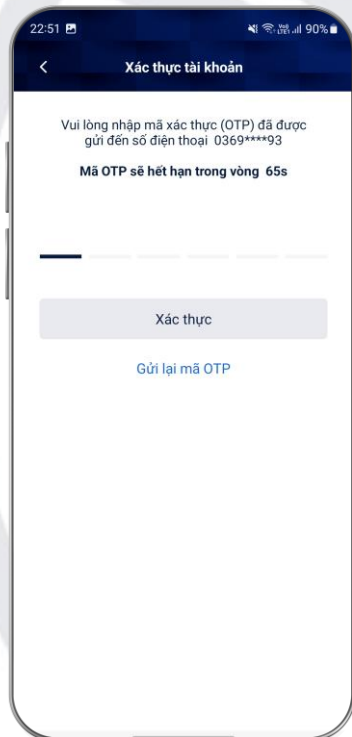 22:51 90%
Xác thực tài khoản
Vui lòng nhập mã xác thực (OTP) đã được
gửi đến số điện thoại 0369****93
Mã OTP sẽ hết hạn trong vòng 65s
Xác thực
Gửi lại mã OTP